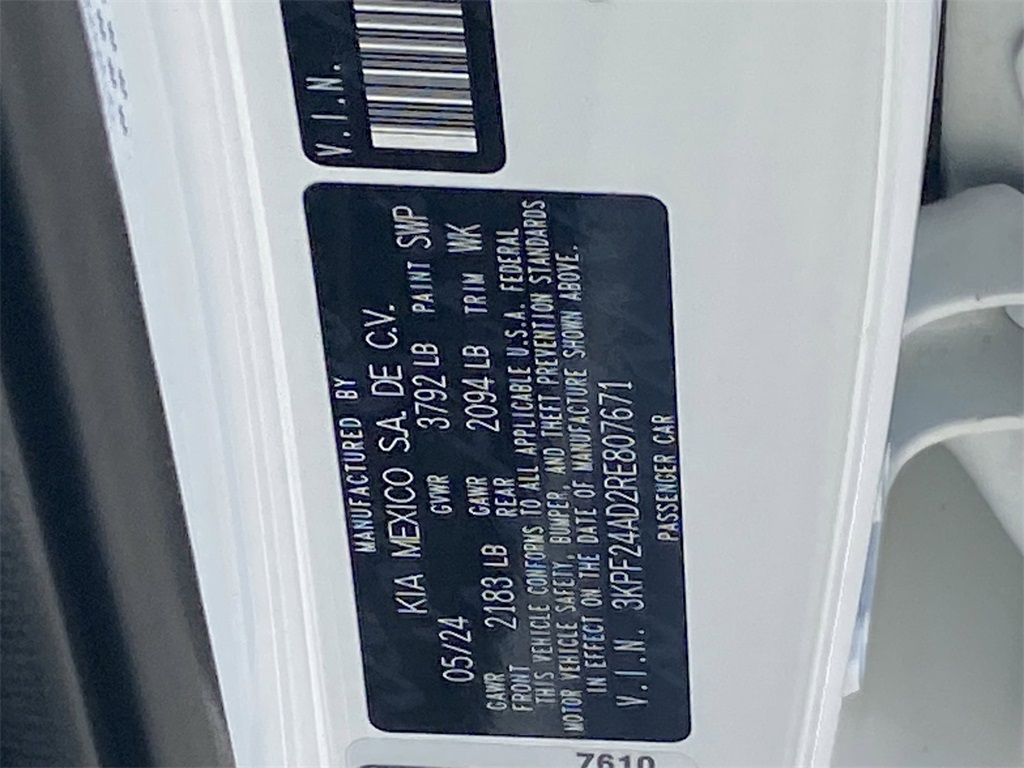 MANUFACTURED BY
KIA MEXICO S.A. DE C.V.
05/24 GVWR 3792 LB PAINT SWP
GAWR FRONT 2183 LB GAWR REAR 2094 LB TRIM WK
THIS VEHICLE CONFORMS TO ALL APPLICABLE U.S.A. FEDERAL
MOTOR VEHICLE SAFETY, BUMPER, AND THEFT PREVENTION STANDARDS
IN EFFECT ON THE DATE OF MANUFACTURE SHOWN ABOVE.
V.I.N. 3KPF24AD2RE807671
PASSENGER CAR
V.I.N.
7610